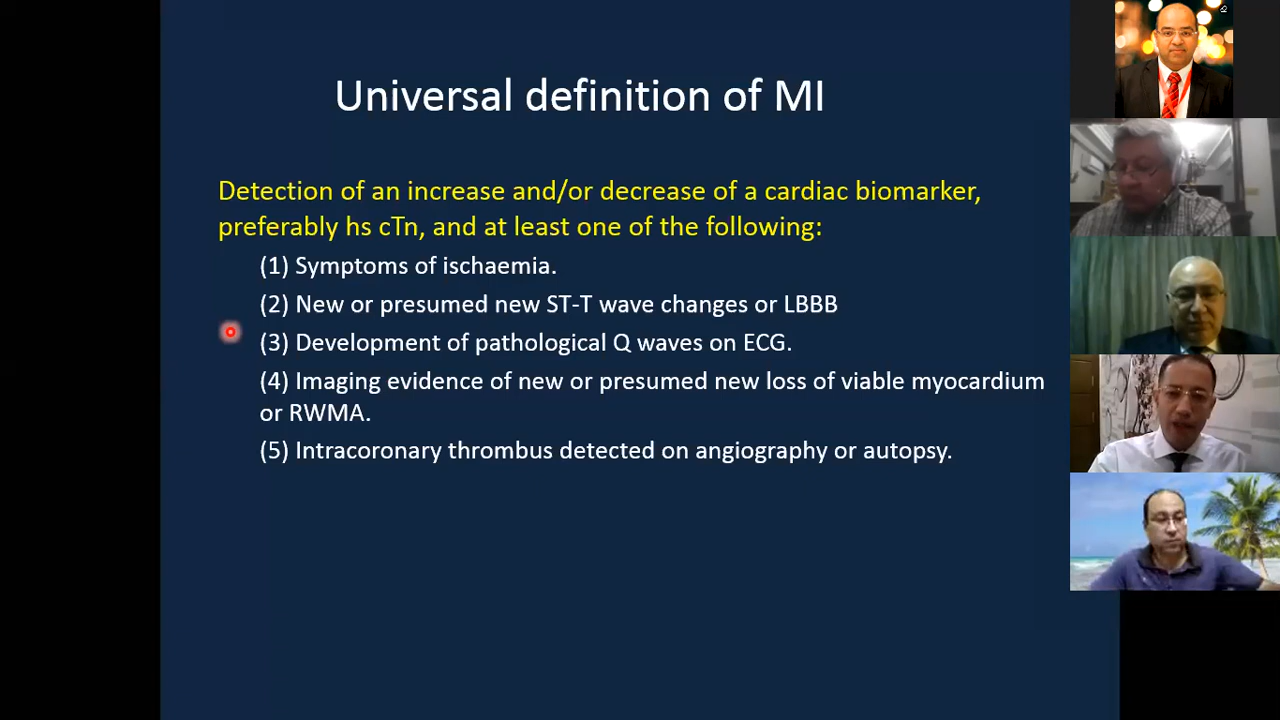 Universal definition of MI
Detection of an increase and/or decrease of a cardiac biomarker,
preferably hs cTn, and at least one of the following:
(1) Symptoms of ischaemia.
(2) New or presumed new ST-T wave changes or LBBB
(3) Development of pathological Q waves on ECG.
(4) Imaging evidence of new or presumed new loss of viable myocardium
or RWMA.
(5) Intracoronary thrombus detected on angiography or autopsy.